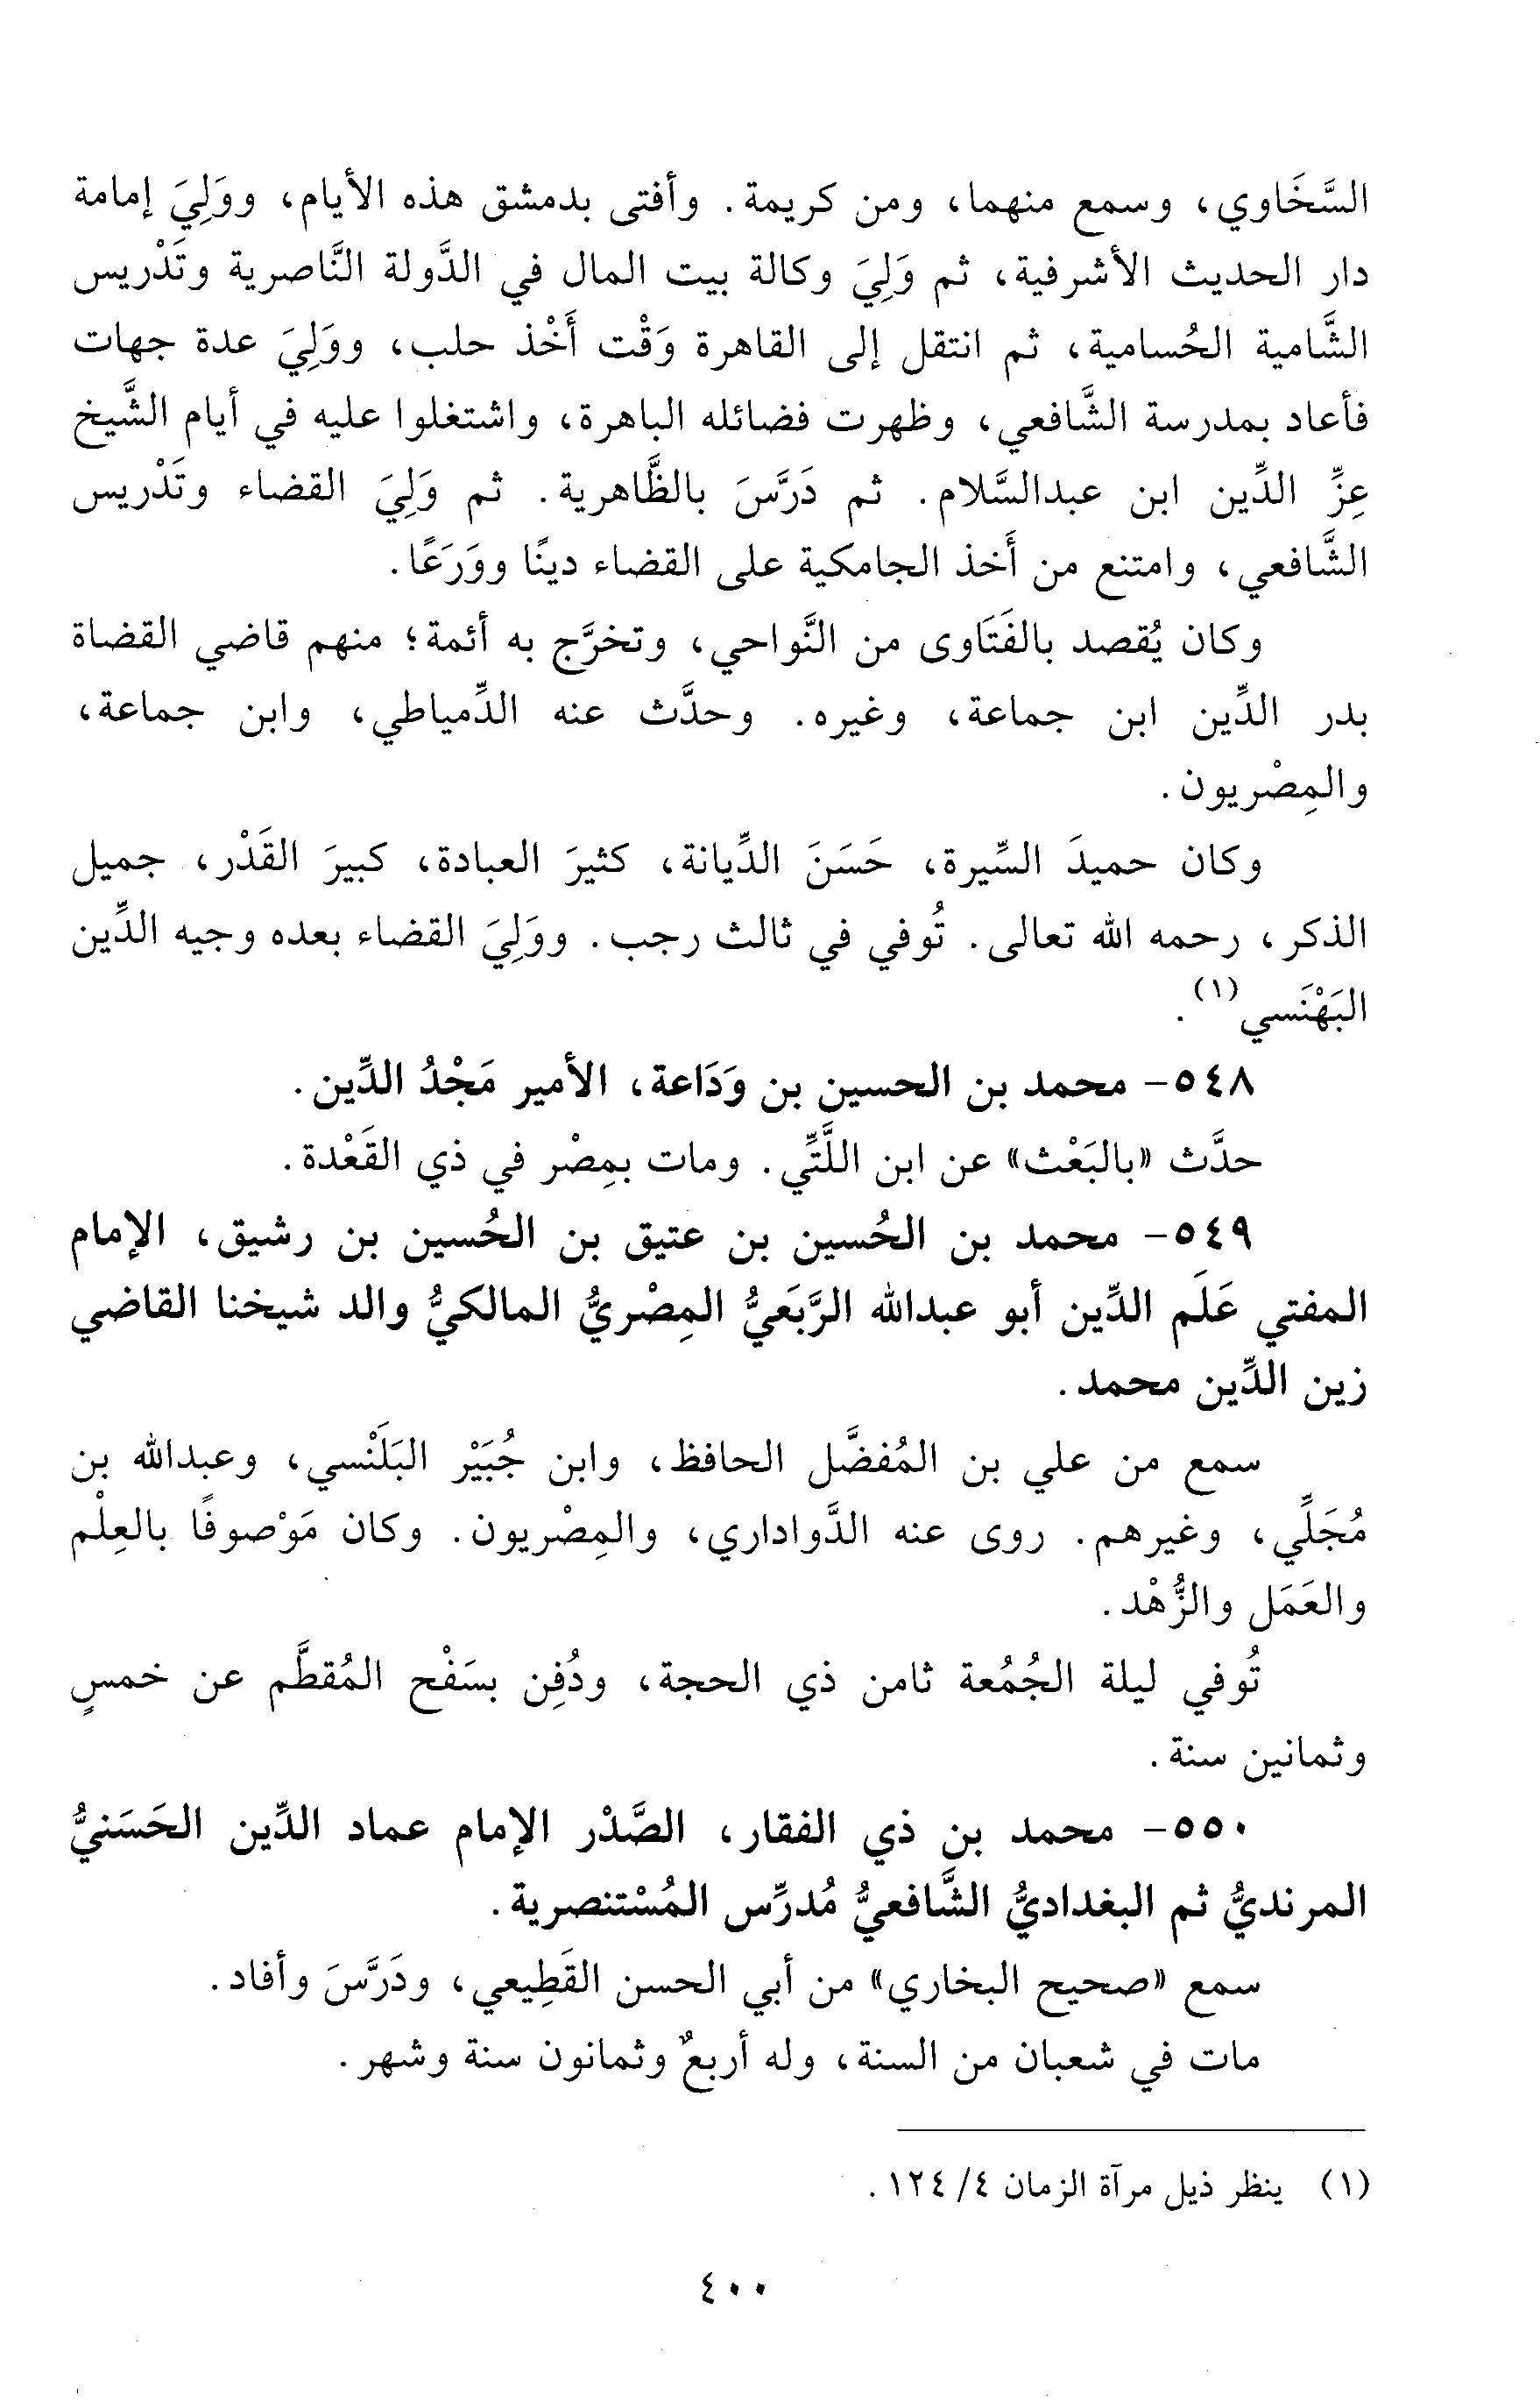 السَّخَاوي، وسمع منهما، ومن كريمة. وأفتى بدمشق هذه الأيام، ووَلِيَ إمامة
دار الحديث الأشرفية، ثم وَلِيَ وكالة بيت المال في الدَّولة النَّاصرية وتَدْريس
الشَّامية الحُسامية، ثم انتقل إلى القاهرة وَقْت أَخْذ حلب، ووَلِيَ عدة جهات
فأعاد بمدرسة الشَّافعي، وظهرت فضائله الباهرة، واشتغلوا عليه في أيام الشَّيخ
عِزِّ الدِّين ابن عبدالسَّلام. ثم دَرَّسَ بالظَّاهرية. ثم وَلِيَ القضاء وتَدْريس
الشَّافعي، وامتنع من أَخذ الجامكية على القضاء دينًا ووَرَعًا.
وكان يُقصد بالفَتَاوى من النَّواحي، وتخرَّج به أئمة؛ منهم قاضي القضاة
بدر الدِّين ابن جماعة، وغيره. وحدَّث عنه الدِّمياطي، وابن جماعة،
والمِصْريون.
وكان حميدَ السِّيرة، حَسَنَ الدِّيانة، كثيرَ العبادة، كبيرَ القَدْر، جميل
الذكر، رحمه الله تعالى. تُوفي في ثالث رجب. ووَلِيَ القضاء بعده وجيه الدِّين
البَهْنَسي(١).
٥٤٨- محمد بن الحسين بن وَدَاعة، الأمير مَجْدُ الدِّين.
حدَّث «بالبَعْث» عن ابن اللَّتِّي. ومات بمِصْر في ذي القَعْدة.
٥٤٩- محمد بن الحُسين بن عتيق بن الحُسين بن رشيق، الإمام
المفتي عَلَم الدِّين أبو عبدالله الرَّبَعيُّ المِصْريُّ المالكيُّ والد شيخنا القاضي
زين الدِّين محمد.
سمع من علي بن المُفضَّل الحافظ، وابن جُبَيْر البَلَنْسي، وعبدالله بن
مُجَلِّي، وغيرهم. روى عنه الدَّواداري، والمِصْريون. وكان مَوْصوفًا بالعِلْم
والعَمَل والزُّهْد.
تُوفي ليلة الجُمُعة ثامن ذي الحجة، ودُفِن بسَفْح المُقطَّم عن خمسٍ
وثمانين سنة.
٥٥٠- محمد بن ذي الفقار، الصَّدْر الإمام عماد الدِّين الحَسَنيُّ
المرنديُّ ثم البغداديُّ الشَّافعيُّ مُدرِّس المُسْتنصرية.
سمع «صحيح البخاري» من أبي الحسن القَطِيعي، ودَرَّسَ وأفاد.
مات في شعبان من السنة، وله أربعٌ وثمانون سنة وشهر.
(١) ينظر ذيل مرآة الزمان ٤/ ١٢٤.
٤٠٠